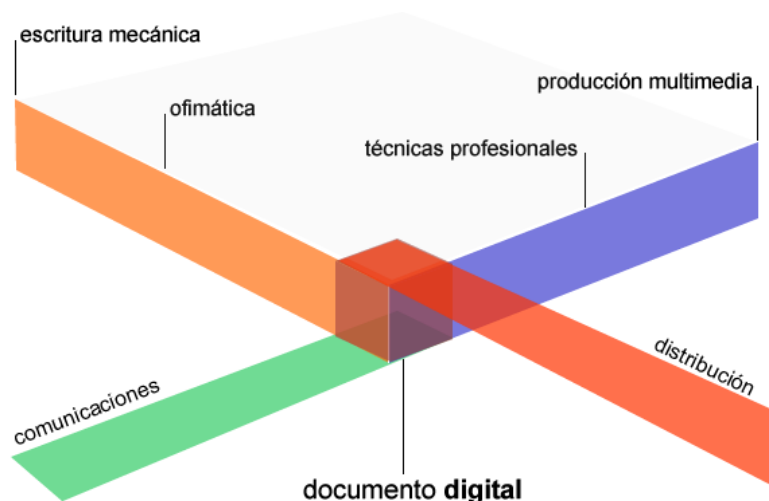 escritura mecánica
producción multimedia
ofimática
técnicas profesionales
distribución
comunicaciones
documento digital